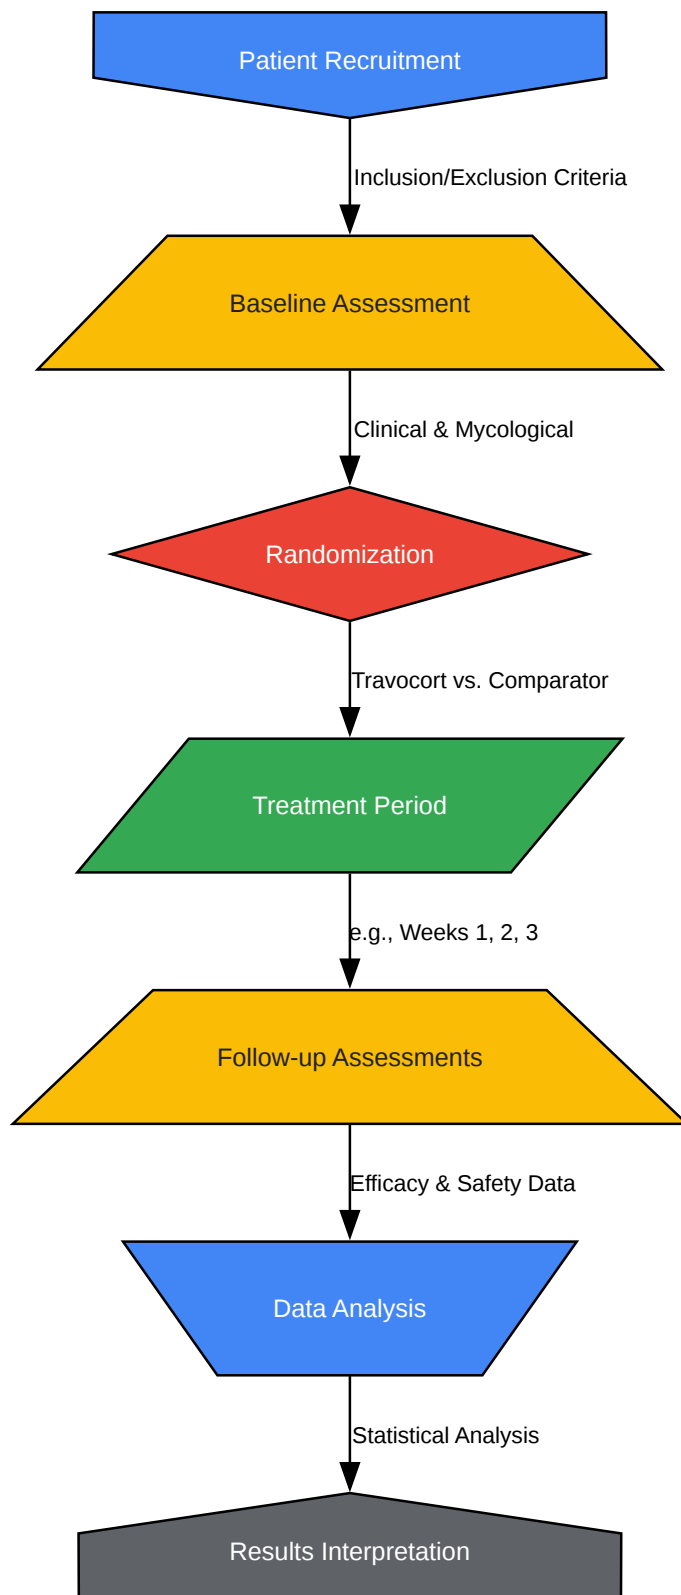 Patient Recruitment
Inclusion/Exclusion Criteria
Baseline Assessment
Clinical & Mycological
Randomization
Travocort vs. Comparator
Treatment Period
e.g., Weeks 1, 2, 3
Follow-up Assessments
Efficacy & Safety Data
Data Analysis
Statistical Analysis
Results Interpretation